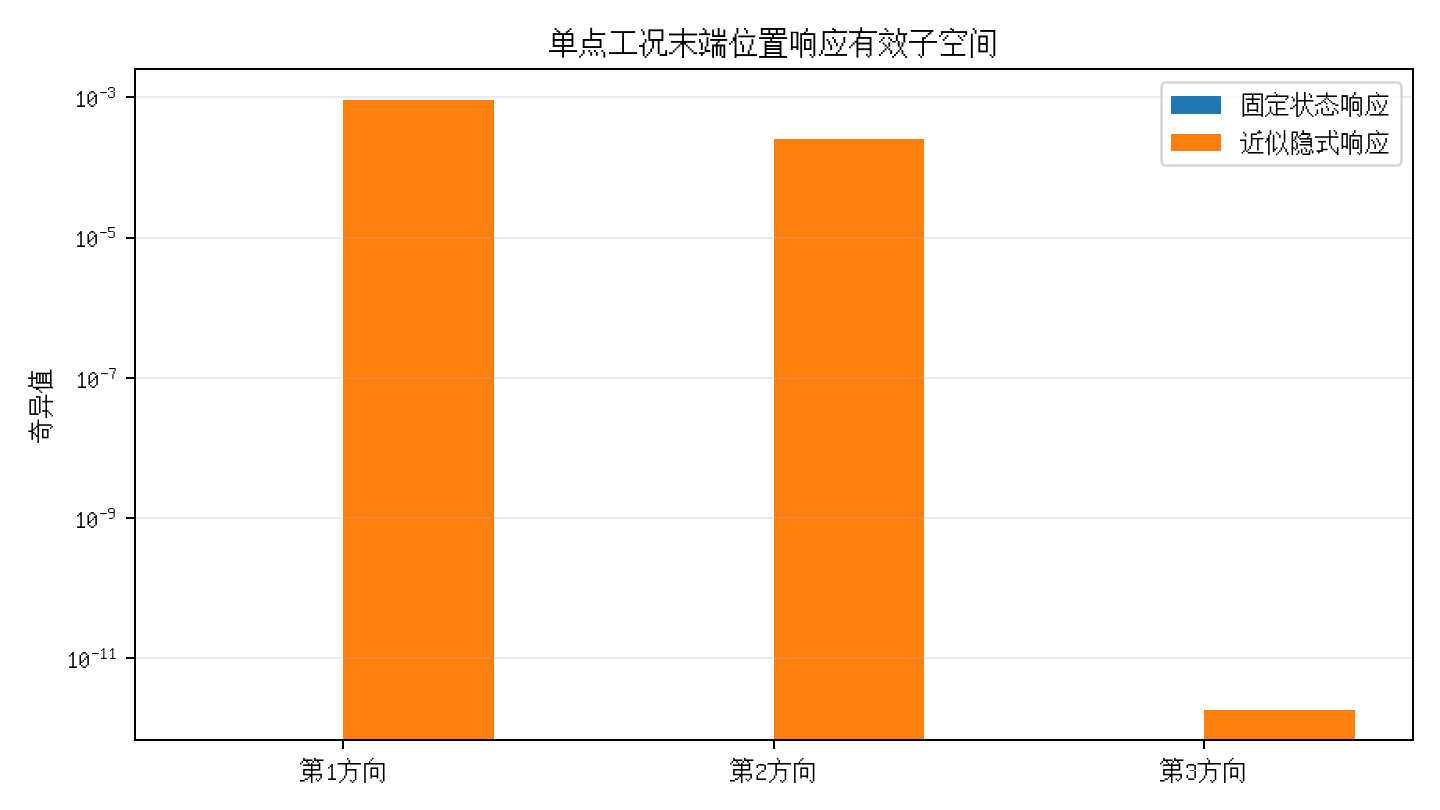 单点工况末端位置响应有效子空间
固定状态响应
近似隐式响应
奇异值
10⁻³
10⁻⁵
10⁻⁷
10⁻⁹
10⁻¹¹
第1方向
第2方向
第3方向